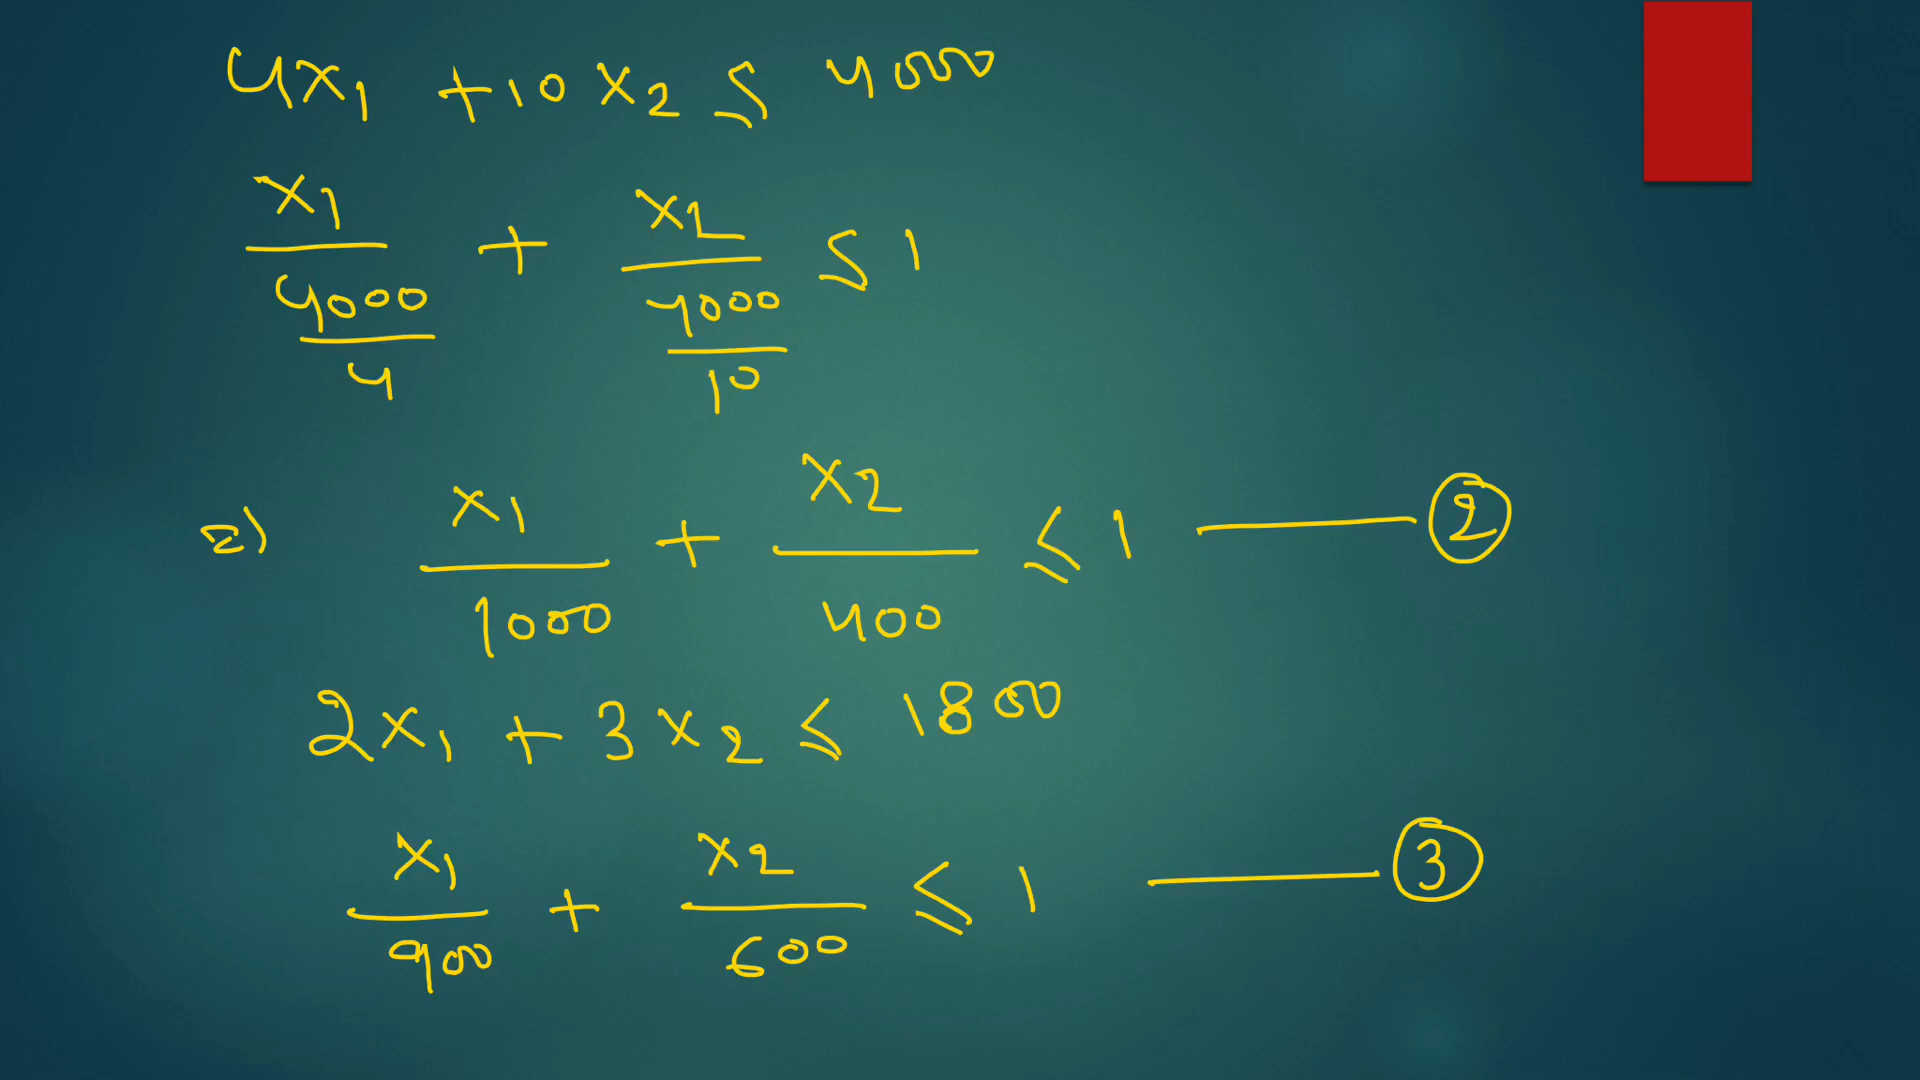 4x₁ + 10x₂ ≤ 4000
x₁/(4000/4) + x₂/(4000/10) ≤ 1
2) x₁/1000 + x₂/400 ≤ 1 —— ②
2x₁ + 3x₂ ≤ 1800
x₁/900 + x₂/600 ≤ 1 —— ③